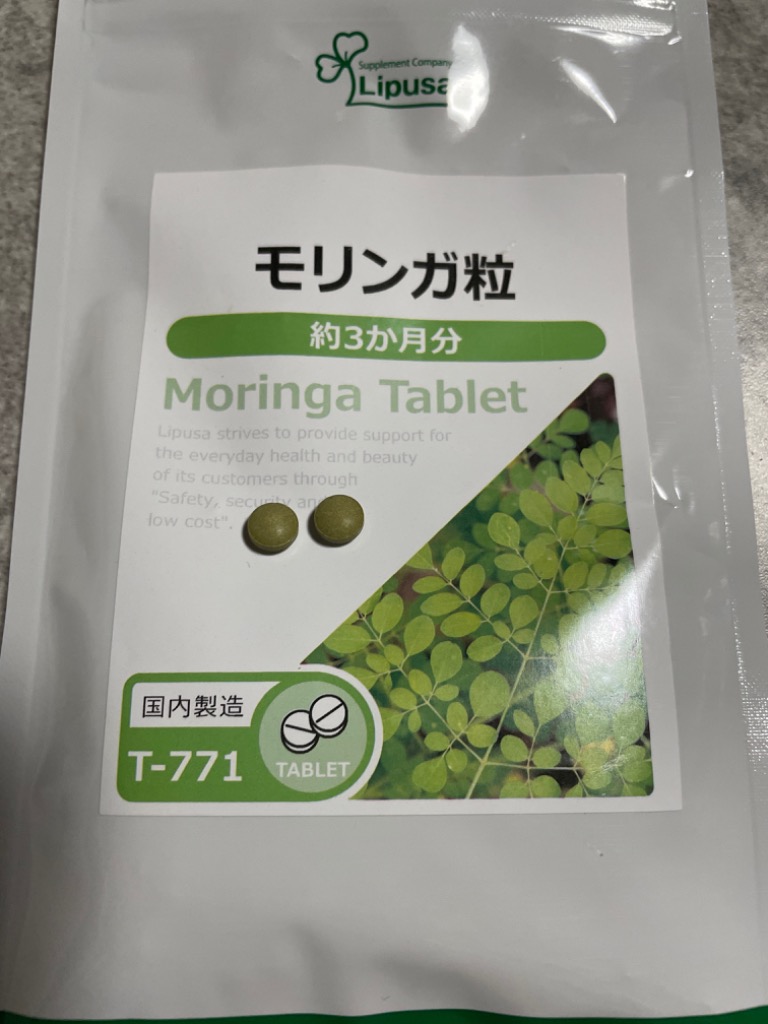 Supplement Company
Lipusa
モリンガ粒
約3か月分
Moringa Tablet
Lipusa strives to provide support for
the everyday health and beauty
of its customers through
"Safety, security and
low cost".
国内製造
T-771
TABLET